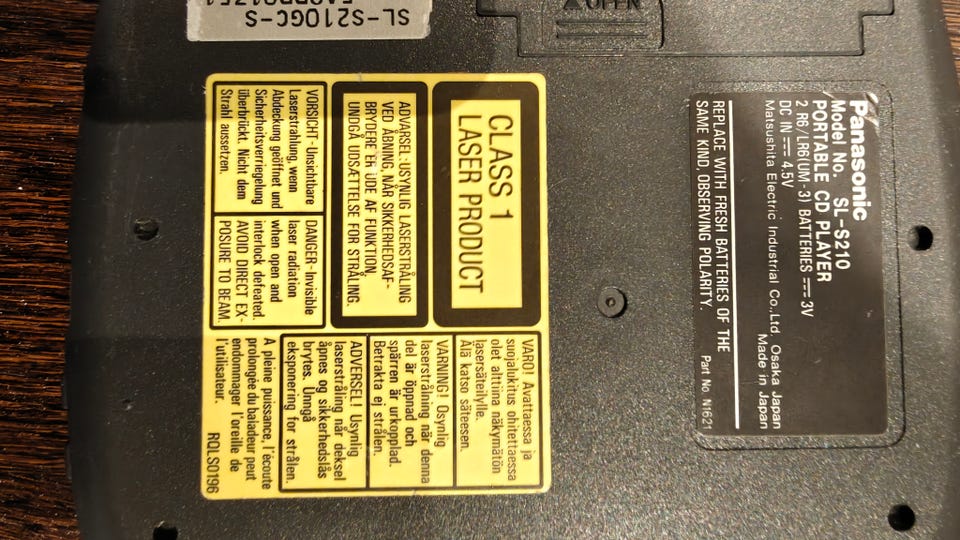 OPEN
SL-S210GC-S
Panasonic
Model No. SL-S210
PORTABLE CD PLAYER
2 R6/LR6(UM-3) BATTERIES ⎓ 3V
DC IN ⎓ 4.5V
Matsushita Electric Industrial Co.,Ltd. Osaka Japan
Made in Japan
REPLACE WITH FRESH BATTERIES OF THE
SAME KIND, OBSERVING POLARITY.
Part No. N1621
CLASS 1
LASER PRODUCT
ADVARSEL: USYNLIG LASERSTRÅLING
VED ÅBNING, NÅR SIKKERHEDSAF-
BRYDERE ER UDE AF FUNKTION,
UNDGÅ UDSÆTTELSE FOR STRÅLING.
VORSICHT-Unsichtbare
Laserstrahlung, wenn
Abdeckung geöffnet und
Sicherheitsverriegelung
überbrückt. Nicht dem
Strahl aussetzen.
DANGER-Invisible
laser radiation
when open and
interlock defeated.
AVOID DIRECT EX-
POSURE TO BEAM.
VARO! Avattaessa ja
suojalukitus ohitettaessa
olet alttiina näkymätön
lasersäteilylle.
Älä katso säteesen.
VARNING! Osynlig
laserstrålning när denna
del är öppnad och
spärren är urkopplad.
Betrakta ej strålen.
ADVERSEL! Usynlig
laserstråling når deksel
åpnes og sikkerhedslås
brytes. Unngå
eksponering for strålen.
A pleine puissance, l'écoute
prolongée du baladeur peut
endommager l'oreille de
l'utilisateur.
RQLS0196